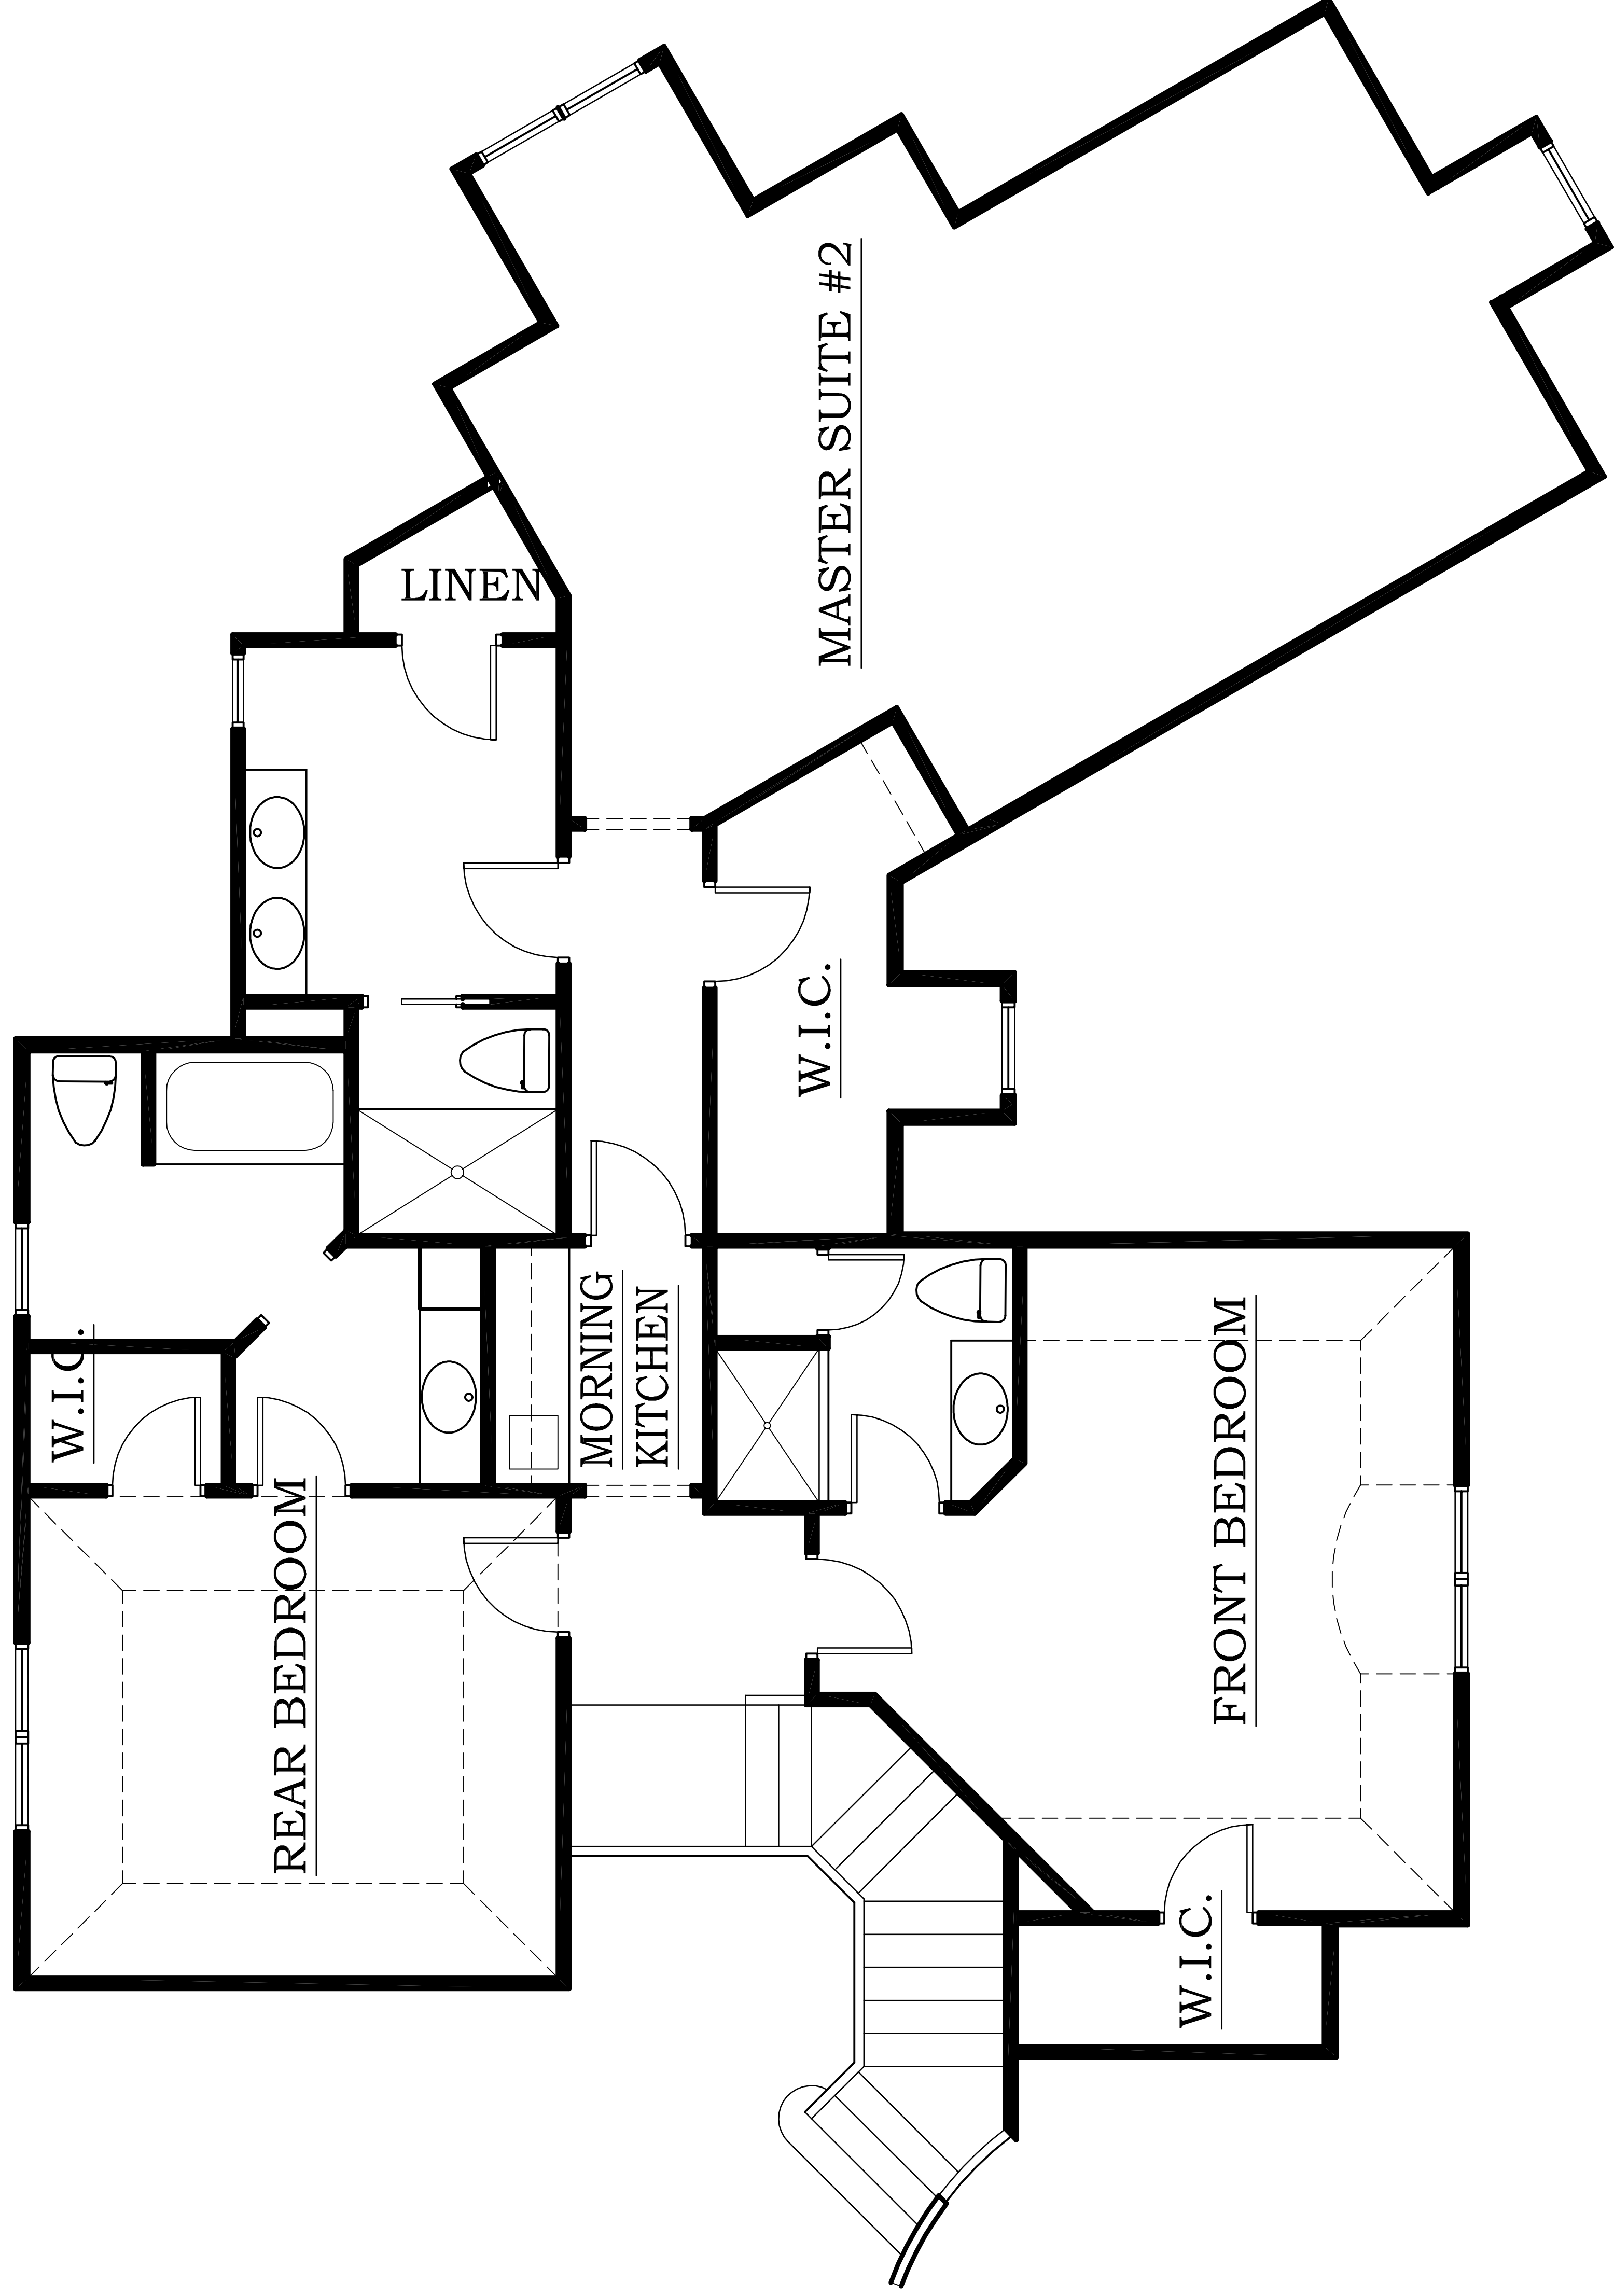 MASTER SUITE #2
LINEN
W.I.C.
MORNING
KITCHEN
W.I.C.
REAR BEDROOM
FRONT BEDROOM
W.I.C.